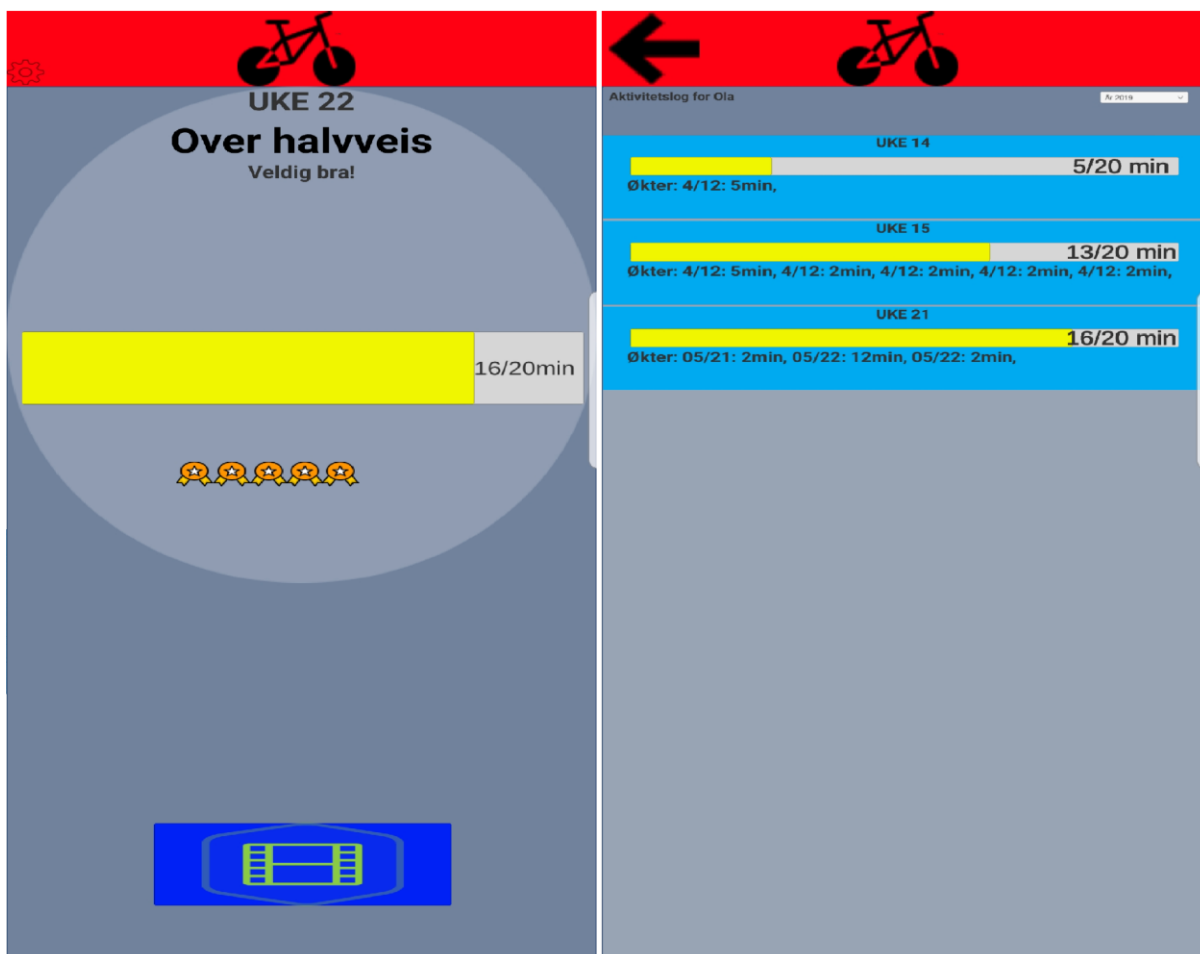 UKE 22
Over halvveis
Veldig bra!
16/20min
Aktivitetslog for Ola
År 2019
UKE 14
5/20 min
Økter: 4/12: 5min,
UKE 15
13/20 min
Økter: 4/12: 5min, 4/12: 2min, 4/12: 2min, 4/12: 2min, 4/12: 2min,
UKE 21
16/20 min
Økter: 05/21: 2min, 05/22: 12min, 05/22: 2min,